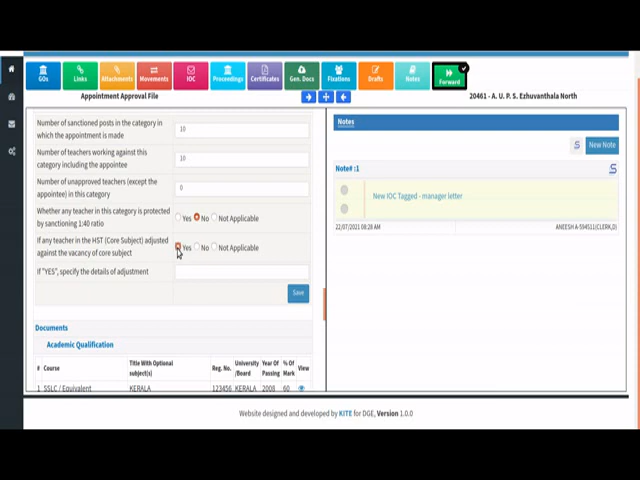 GOs
Links
Attachments
Movements
IOC
Proceedings
Certificates
Gen. Docs
Fixations
Drafts
Notes
Forward
Appointment Approval File
20461 - A. U. P. S. Ezhuvanthala North
Number of sanctioned posts in the category in
which the appointment is made
10
Number of teachers working against this
category including the appointee
10
Number of unapproved teachers (except the
appointee) in this category
0
Whether any teacher in this category is protected
by sanctioning 1:40 ratio
Yes No Not Applicable
If any teacher in the HST (Core Subject) adjusted
against the vacancy of core subject
Yes No Not Applicable
If "YES", specify the details of adjustment
Save
Documents
Academic Qualification
# Course Title With Optional subject(s) Reg. No. University /Board Year Of Passing % Of Mark View
1 SSLC / Equivalent KERALA 123456 KERALA 2008 60
Notes
New Note
Note# :1
New IOC Tagged - manager letter
22/07/2021 08:28 AM
ANEESH A-594511(CLERK,D)
Website designed and developed by KITE for DGE, Version 1.0.0